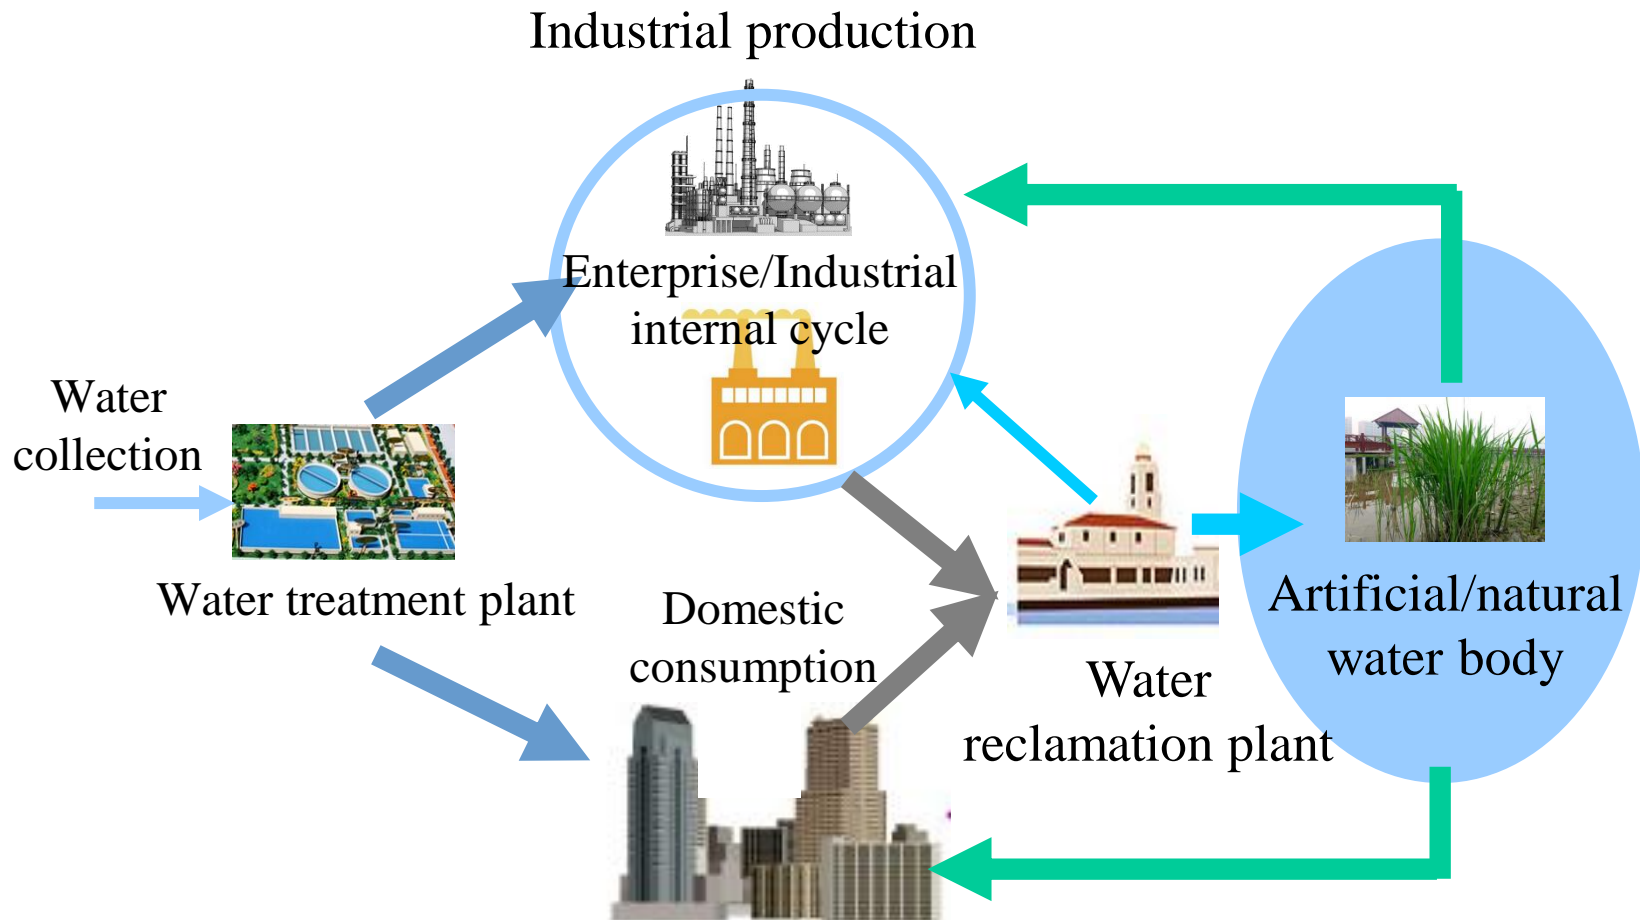 Industrial production
Enterprise/Industrial
internal cycle
Water
collection
Water treatment plant
Domestic
consumption
Water
reclamation plant
Artificial/natural
water body